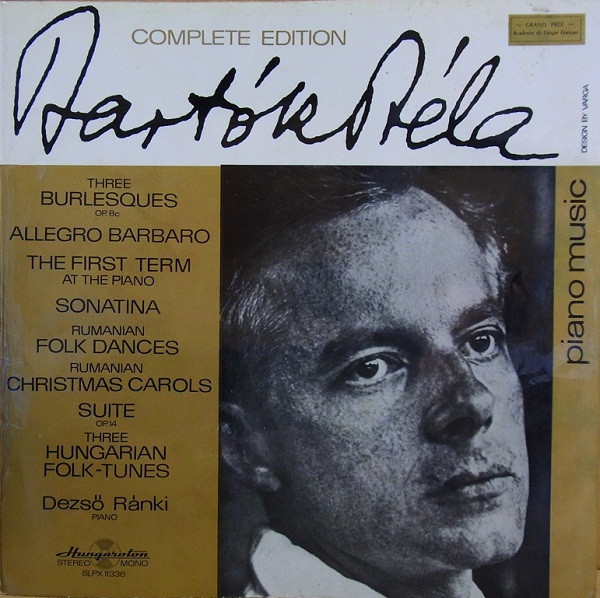 COMPLETE EDITION
— GRAND PRIX —
Académie du Disque Français
Bartók Béla
DESIGN BY VARGA
THREE
BURLESQUES
OP. 8c
ALLEGRO BARBARO
THE FIRST TERM
AT THE PIANO
SONATINA
RUMANIAN
FOLK DANCES
RUMANIAN
CHRISTMAS CAROLS
SUITE
OP.14
THREE
HUNGARIAN
FOLK-TUNES
Dezső Ránki
PIANO
Hungaroton
STEREO MONO
SLPX 11336
piano music